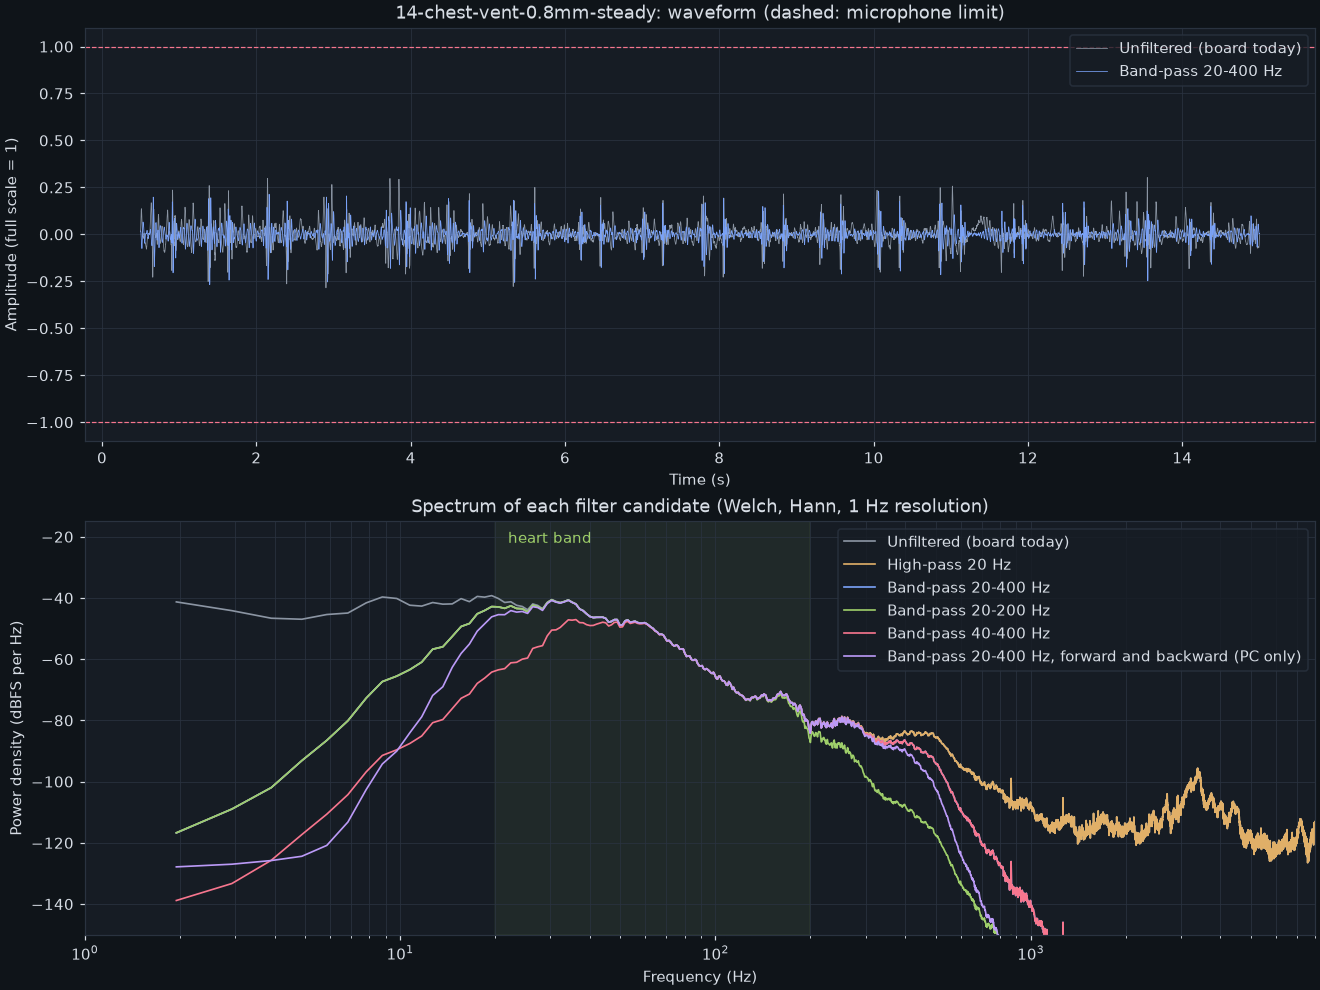 14-chest-vent-0.8mm-steady: waveform (dashed: microphone limit)
Amplitude (full scale = 1)
1.00
0.75
0.50
0.25
0.00
−0.25
−0.50
−0.75
−1.00
Unfiltered (board today)
Band-pass 20-400 Hz
0 2 4 6 8 10 12 14
Time (s)
Spectrum of each filter candidate (Welch, Hann, 1 Hz resolution)
Power density (dBFS per Hz)
−20
−40
−60
−80
−100
−120
−140
heart band
Unfiltered (board today)
High-pass 20 Hz
Band-pass 20-400 Hz
Band-pass 20-200 Hz
Band-pass 40-400 Hz
Band-pass 20-400 Hz, forward and backward (PC only)
10⁰ 10¹ 10² 10³
Frequency (Hz)